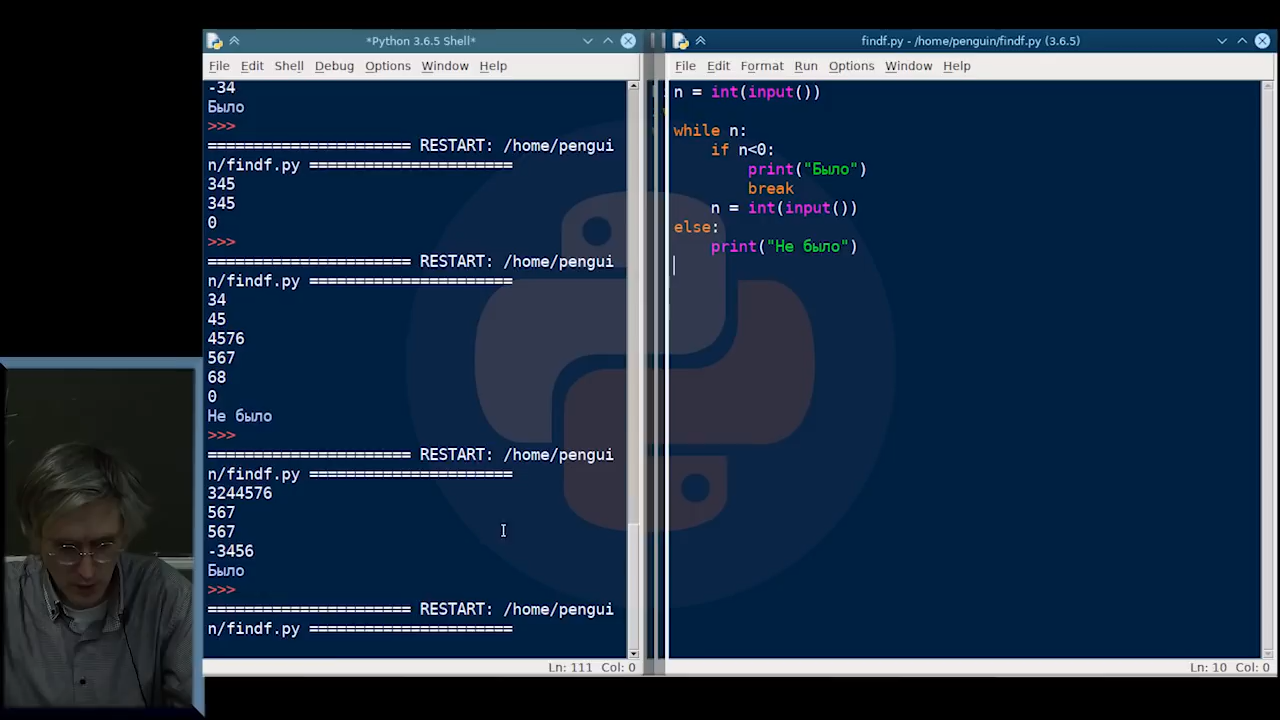 *Python 3.6.5 Shell*
File Edit Shell Debug Options Window Help
-34
Было
>>>
====================== RESTART: /home/pengui
n/findf.py ======================
345
345
0
>>>
====================== RESTART: /home/pengui
n/findf.py ======================
34
45
4576
567
68
0
Не было
>>>
====================== RESTART: /home/pengui
n/findf.py ======================
3244576
567
567
-3456
Было
>>>
====================== RESTART: /home/pengui
n/findf.py ======================
Ln: 111 Col: 0
findf.py - /home/penguin/findf.py (3.6.5)
File Edit Format Run Options Window Help
n = int(input())
while n:
    if n<0:
        print("Было")
        break
    n = int(input())
else:
    print("Не было")
Ln: 10 Col: 0